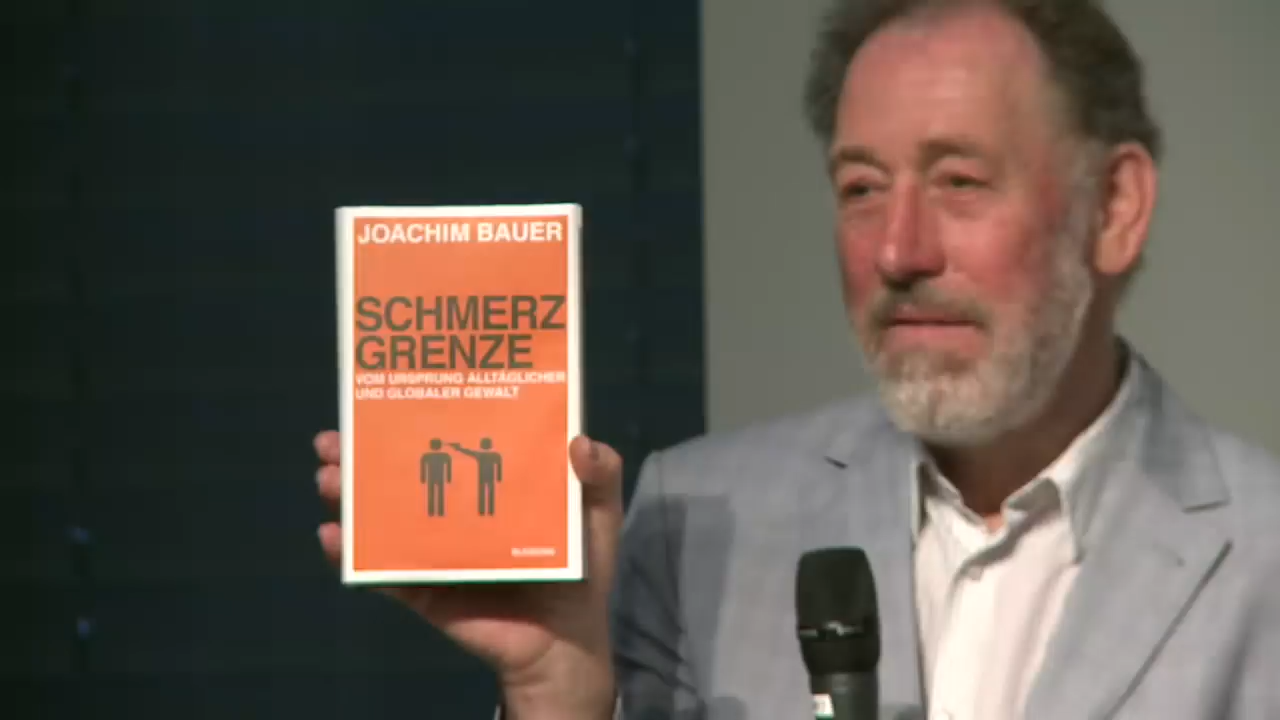 JOACHIM BAUER
SCHMERZ
GRENZE
VOM URSPRUNG ALLTÄGLICHER
UND GLOBALER GEWALT